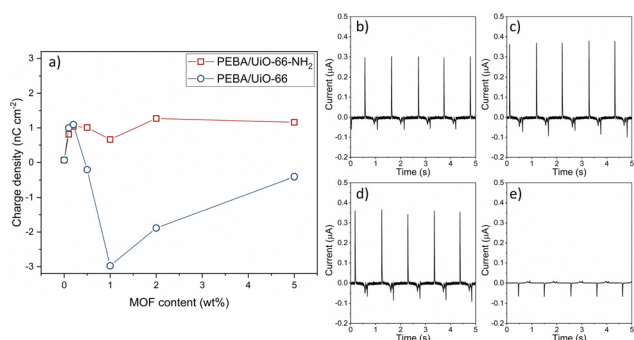 a)
PEBA/UiO-66-NH₂
PEBA/UiO-66
Charge density (nC cm⁻²)
3
2
1
0
-1
-2
-3
0
1
2
3
4
5
MOF content (wt%)
b)
Current (µA)
0.5
0.4
0.3
0.2
0.1
0.0
-0.1
-0.2
0 1 2 3 4 5
Time (s)
c)
Current (µA)
0.5
0.4
0.3
0.2
0.1
0.0
-0.1
-0.2
0 1 2 3 4 5
Time (s)
d)
Current (µA)
0.5
0.4
0.3
0.2
0.1
0.0
-0.1
-0.2
0 1 2 3 4 5
Time (s)
e)
Current (µA)
0.5
0.4
0.3
0.2
0.1
0.0
-0.1
-0.2
0 1 2 3 4 5
Time (s)